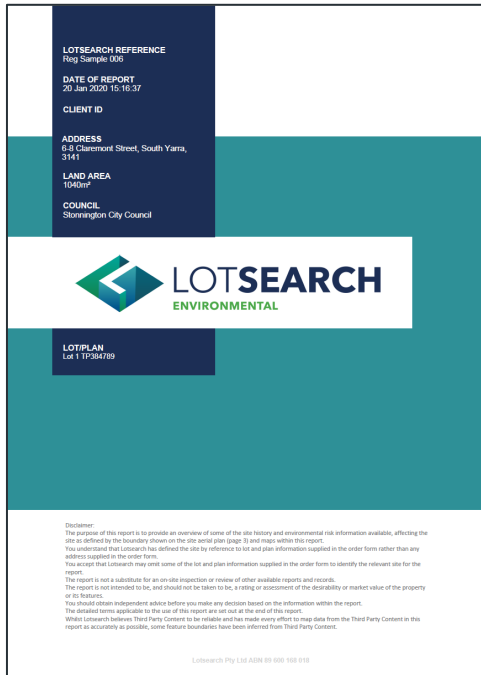 LOTSEARCH REFERENCE
Reg Sample 006
DATE OF REPORT
20 Jan 2020 15:16:37
CLIENT ID
ADDRESS
6-8 Claremont Street, South Yarra,
3141
LAND AREA
1040m²
COUNCIL
Stonnington City Council
LOTSEARCH
ENVIRONMENTAL
LOT/PLAN
Lot 1 TP384789
Disclaimer:
The purpose of this report is to provide an overview of some of the site history and environmental risk information available, affecting the
site as defined by the boundary shown on the site aerial plan (page 3) and maps within this report.
You understand that Lotsearch has defined the site by reference to lot and plan information supplied in the order form rather than any
address supplied in the order form.
You accept that Lotsearch may omit some of the lot and plan information supplied in the order form to identify the relevant site for the
report.
The report is not a substitute for an on-site inspection or review of other available reports and records.
The report is not intended to be, and should not be taken to be, a rating or assessment of the desirability or market value of the property
or its features.
You should obtain independent advice before you make any decision based on the information within the report.
The detailed terms applicable to the use of this report are set out at the end of this report.
Whilst Lotsearch believes Third Party Content to be reliable and has made every effort to map data from the Third Party Content in this
report as accurately as possible, some feature boundaries have been inferred from Third Party Content.
Lotsearch Pty Ltd ABN 89 600 168 018